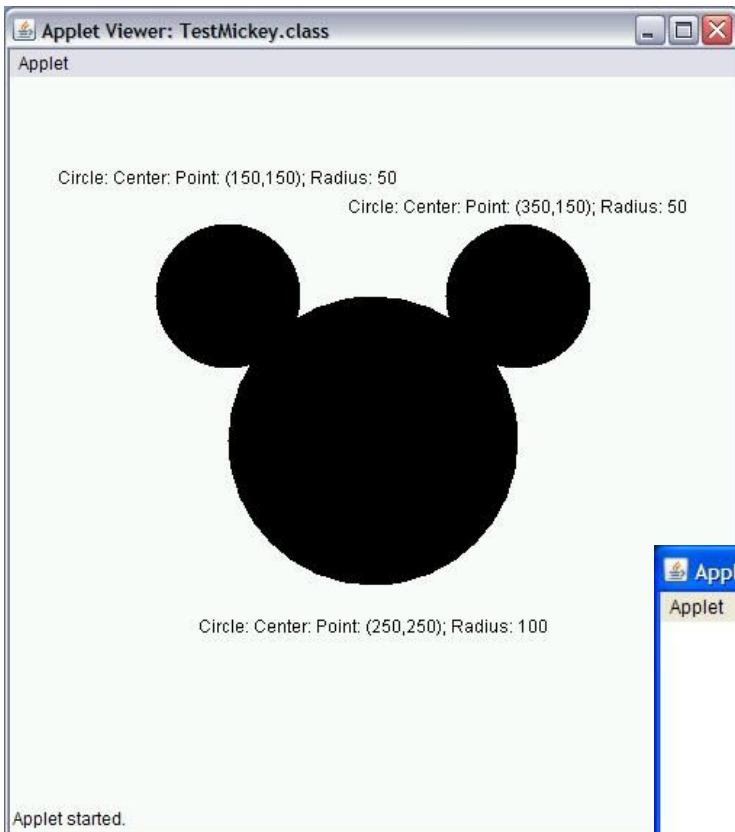 Applet Viewer: TestMickey.class
Applet
Circle: Center: Point: (150,150); Radius: 50
Circle: Center: Point: (350,150); Radius: 50
Circle: Center: Point: (250,250); Radius: 100
Appl
Applet
Applet started.